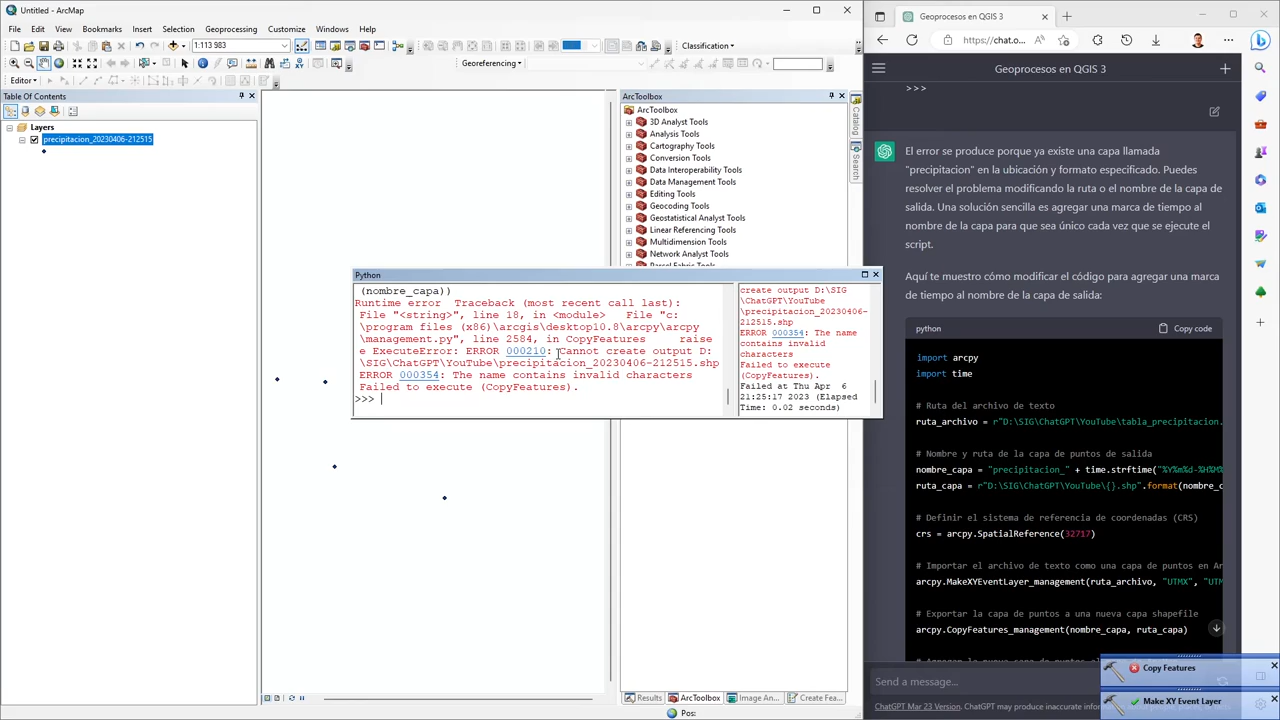 Untitled - ArcMap
File Edit View Bookmarks Insert Selection Geoprocessing Customize Windows Help
1:113 983
Classification
Georeferencing
Editor
Table Of Contents
Layers
precipitacion_20230406-212515
ArcToolbox
ArcToolbox
3D Analyst Tools
Analysis Tools
Cartography Tools
Conversion Tools
Data Interoperability Tools
Data Management Tools
Editing Tools
Geocoding Tools
Geostatistical Analyst Tools
Linear Referencing Tools
Multidimension Tools
Parcel Fabric Tools
Catalog
Search
Python
(nombre_capa))
Runtime error  Traceback (most recent call last):
File "<string>", line 18, in <module>   File "c:
\program files (x86)\arcgis\desktop10.8\arcpy\arcpy
\management.py", line 2584, in CopyFeatures     raise
e ExecuteError: ERROR 000210: Cannot create output D:
\SIG\ChatGPT\YouTube ecipitacion_20230406-212515.shp
ERROR 000354: The name contains invalid characters
Failed to execute (CopyFeatures).
>>>
create output D:\SIG
\ChatGPT\YouTube
\precipitacion_20230406-
212515.shp
ERROR 000354: The name
contains invalid
characters
Failed to execute
(CopyFeatures).
Failed at Thu Apr  6
21:25:17 2023 (Elapsed
Time: 0.02 seconds)
Results ArcToolbox Image An... Create Fea...
Pos:
Geoprocesos en QGIS 3
https://chat.o...
Geoprocesos en QGIS 3
>>>
El error se produce porque ya existe una capa llamada
"precipitacion" en la ubicación y formato especificado. Puedes
resolver el problema modificando la ruta o el nombre de la capa de
salida. Una solución sencilla es agregar una marca de tiempo al
nombre de la capa para que sea único cada vez que se ejecute el
script.
Aquí te muestro cómo modificar el código para agregar una marca
de tiempo al nombre de la capa de salida:
python Copy code
import arcpy
import time
# Ruta del archivo de texto
ruta_archivo = r"D:\SIG\ChatGPT\YouTube\tabla_precipitacion.
# Nombre y ruta de la capa de puntos de salida
nombre_capa = "precipitacion_" + time.strftime("%Y%m%d-%H%M%
ruta_capa = r"D:\SIG\ChatGPT\YouTube\{}.shp".format(nombre_c
# Definir el sistema de referencia de coordenadas (CRS)
crs = arcpy.SpatialReference(32717)
# Importar el archivo de texto como una capa de puntos en Ar
arcpy.MakeXYEventLayer_management(ruta_archivo, "UTMX", "UTM
# Exportar la capa de puntos a una nueva capa shapefile
arcpy.CopyFeatures_management(nombre_capa, ruta_capa)
Send a message...
ChatGPT Mar 23 Version. ChatGPT may produce inaccurate
Copy Features
Make XY Event Layer